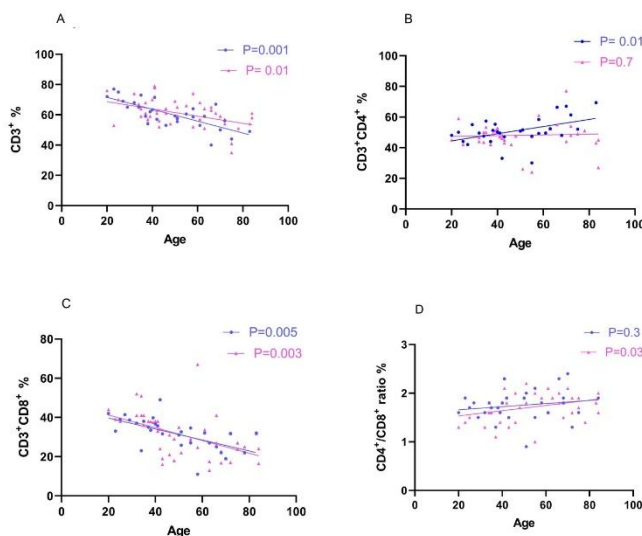 A
P=0.001
P= 0.01
CD3+ %
100
80
60
40
20
0
0 20 40 60 80 100
Age
B
P= 0.01
P=0.7
CD3+CD4+ %
100
80
60
40
20
0
0 20 40 60 80 100
Age
C
P=0.005
P=0.003
CD3+CD8+ %
80
60
40
20
0
0 20 40 60 80 100
Age
D
P=0.3
P=0.03
CD4+/CD8+ ratio %
3
2
1
0
0 20 40 60 80 100
Age